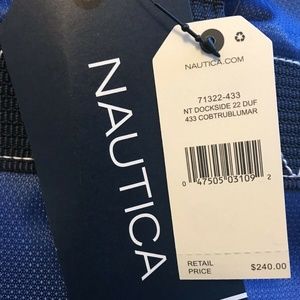 NAUTICA
NAUTICA.COM
71322-433
NT DOCKSIDE 22 DUF
433 COBTRUBLUMAR
0 47505 03109 2
RETAIL
PRICE $240.00